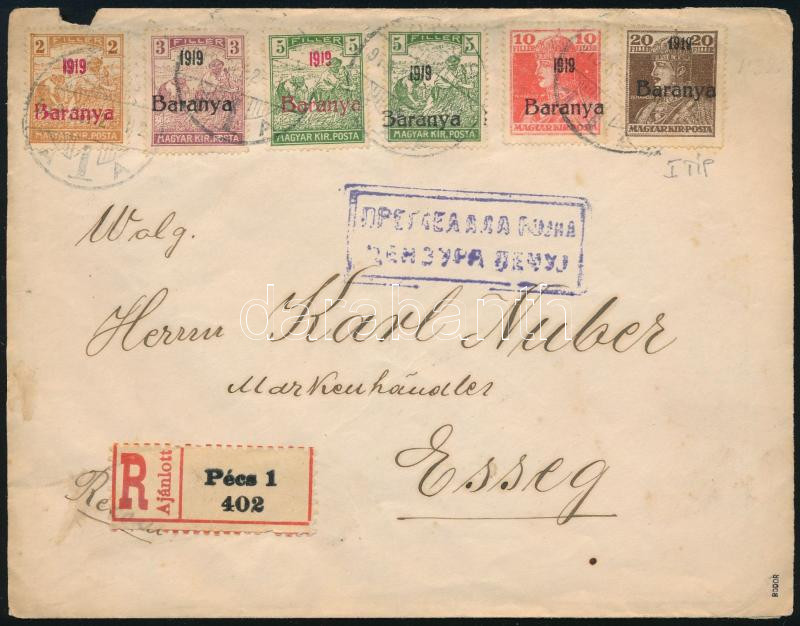 2 FILLÉR 2
1919
Baranya
MAGYAR KIR. POSTA
3 FILLÉR 3
1919
Baranya
MAGYAR KIR. POSTA
5 FILLÉR 5
1919
Baranya
MAGYAR KIR. POSTA
5 FILLÉR 5
1919
Baranya
MAGYAR KIR. POSTA
10 FILLÉR 10
1919
Baranya
MAGYAR KIR. POSTA
20 FILLÉR 20
1919
Baranya
MAGYAR KIR. POSTA
I TIP
ЦЕНЗУРА ПЕЧУЈ
Wolg.
Herrn Karl Nuber
Markenhändler
Esseg
R Ajánlott
Pécs 1
402
darabanth
BODOR